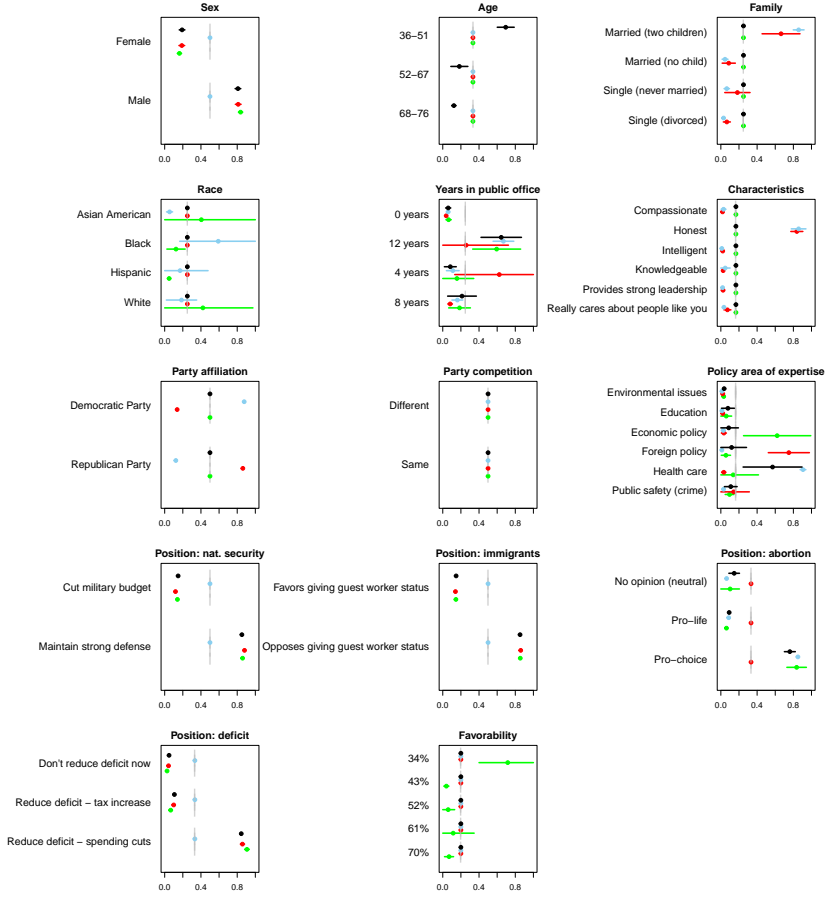 Sex
Age
Family
Female
Male
36−51
52−67
68−76
Married (two children)
Married (no child)
Single (never married)
Single (divorced)
0.0 0.4 0.8
0.0 0.4 0.8
0.0 0.4 0.8
Race
Years in public office
Characteristics
Asian American
Black
Hispanic
White
0 years
12 years
4 years
8 years
Compassionate
Honest
Intelligent
Knowledgeable
Provides strong leadership
Really cares about people like you
0.0 0.4 0.8
0.0 0.4 0.8
0.0 0.4 0.8
Party affiliation
Party competition
Policy area of expertise
Democratic Party
Republican Party
Different
Same
Environmental issues
Education
Economic policy
Foreign policy
Health care
Public safety (crime)
0.0 0.4 0.8
0.0 0.4 0.8
0.0 0.4 0.8
Position: nat. security
Position: immigrants
Position: abortion
Cut military budget
Maintain strong defense
Favors giving guest worker status
Opposes giving guest worker status
No opinion (neutral)
Pro−life
Pro−choice
0.0 0.4 0.8
0.0 0.4 0.8
0.0 0.4 0.8
Position: deficit
Favorability
Don't reduce deficit now
Reduce deficit − tax increase
Reduce deficit − spending cuts
34%
43%
52%
61%
70%
0.0 0.4 0.8
0.0 0.4 0.8